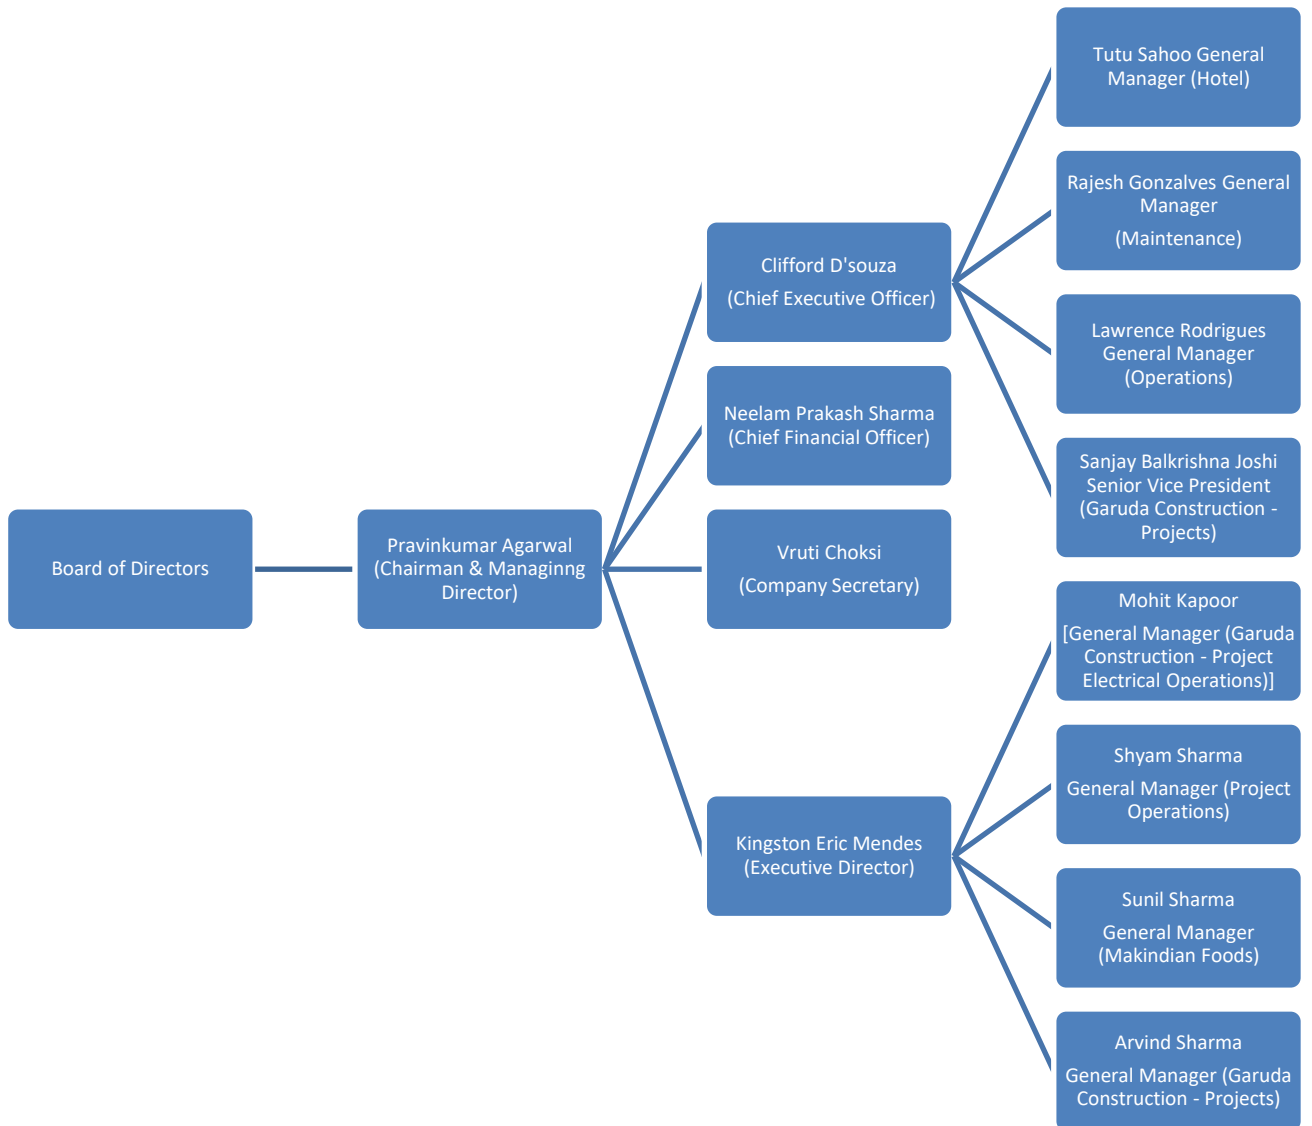 Board of Directors
Pravinkumar Agarwal
(Chairman & Managinng
Director)
Clifford D'souza
(Chief Executive Officer)
Neelam Prakash Sharma
(Chief Financial Officer)
Vruti Choksi
(Company Secretary)
Kingston Eric Mendes
(Executive Director)
Tutu Sahoo General
Manager (Hotel)
Rajesh Gonzalves General
Manager
(Maintenance)
Lawrence Rodrigues
General Manager
(Operations)
Sanjay Balkrishna Joshi
Senior Vice President
(Garuda Construction -
Projects)
Mohit Kapoor
[General Manager (Garuda
Construction - Project
Electrical Operations)]
Shyam Sharma
General Manager (Project
Operations)
Sunil Sharma
General Manager
(Makindian Foods)
Arvind Sharma
General Manager (Garuda
Construction - Projects)